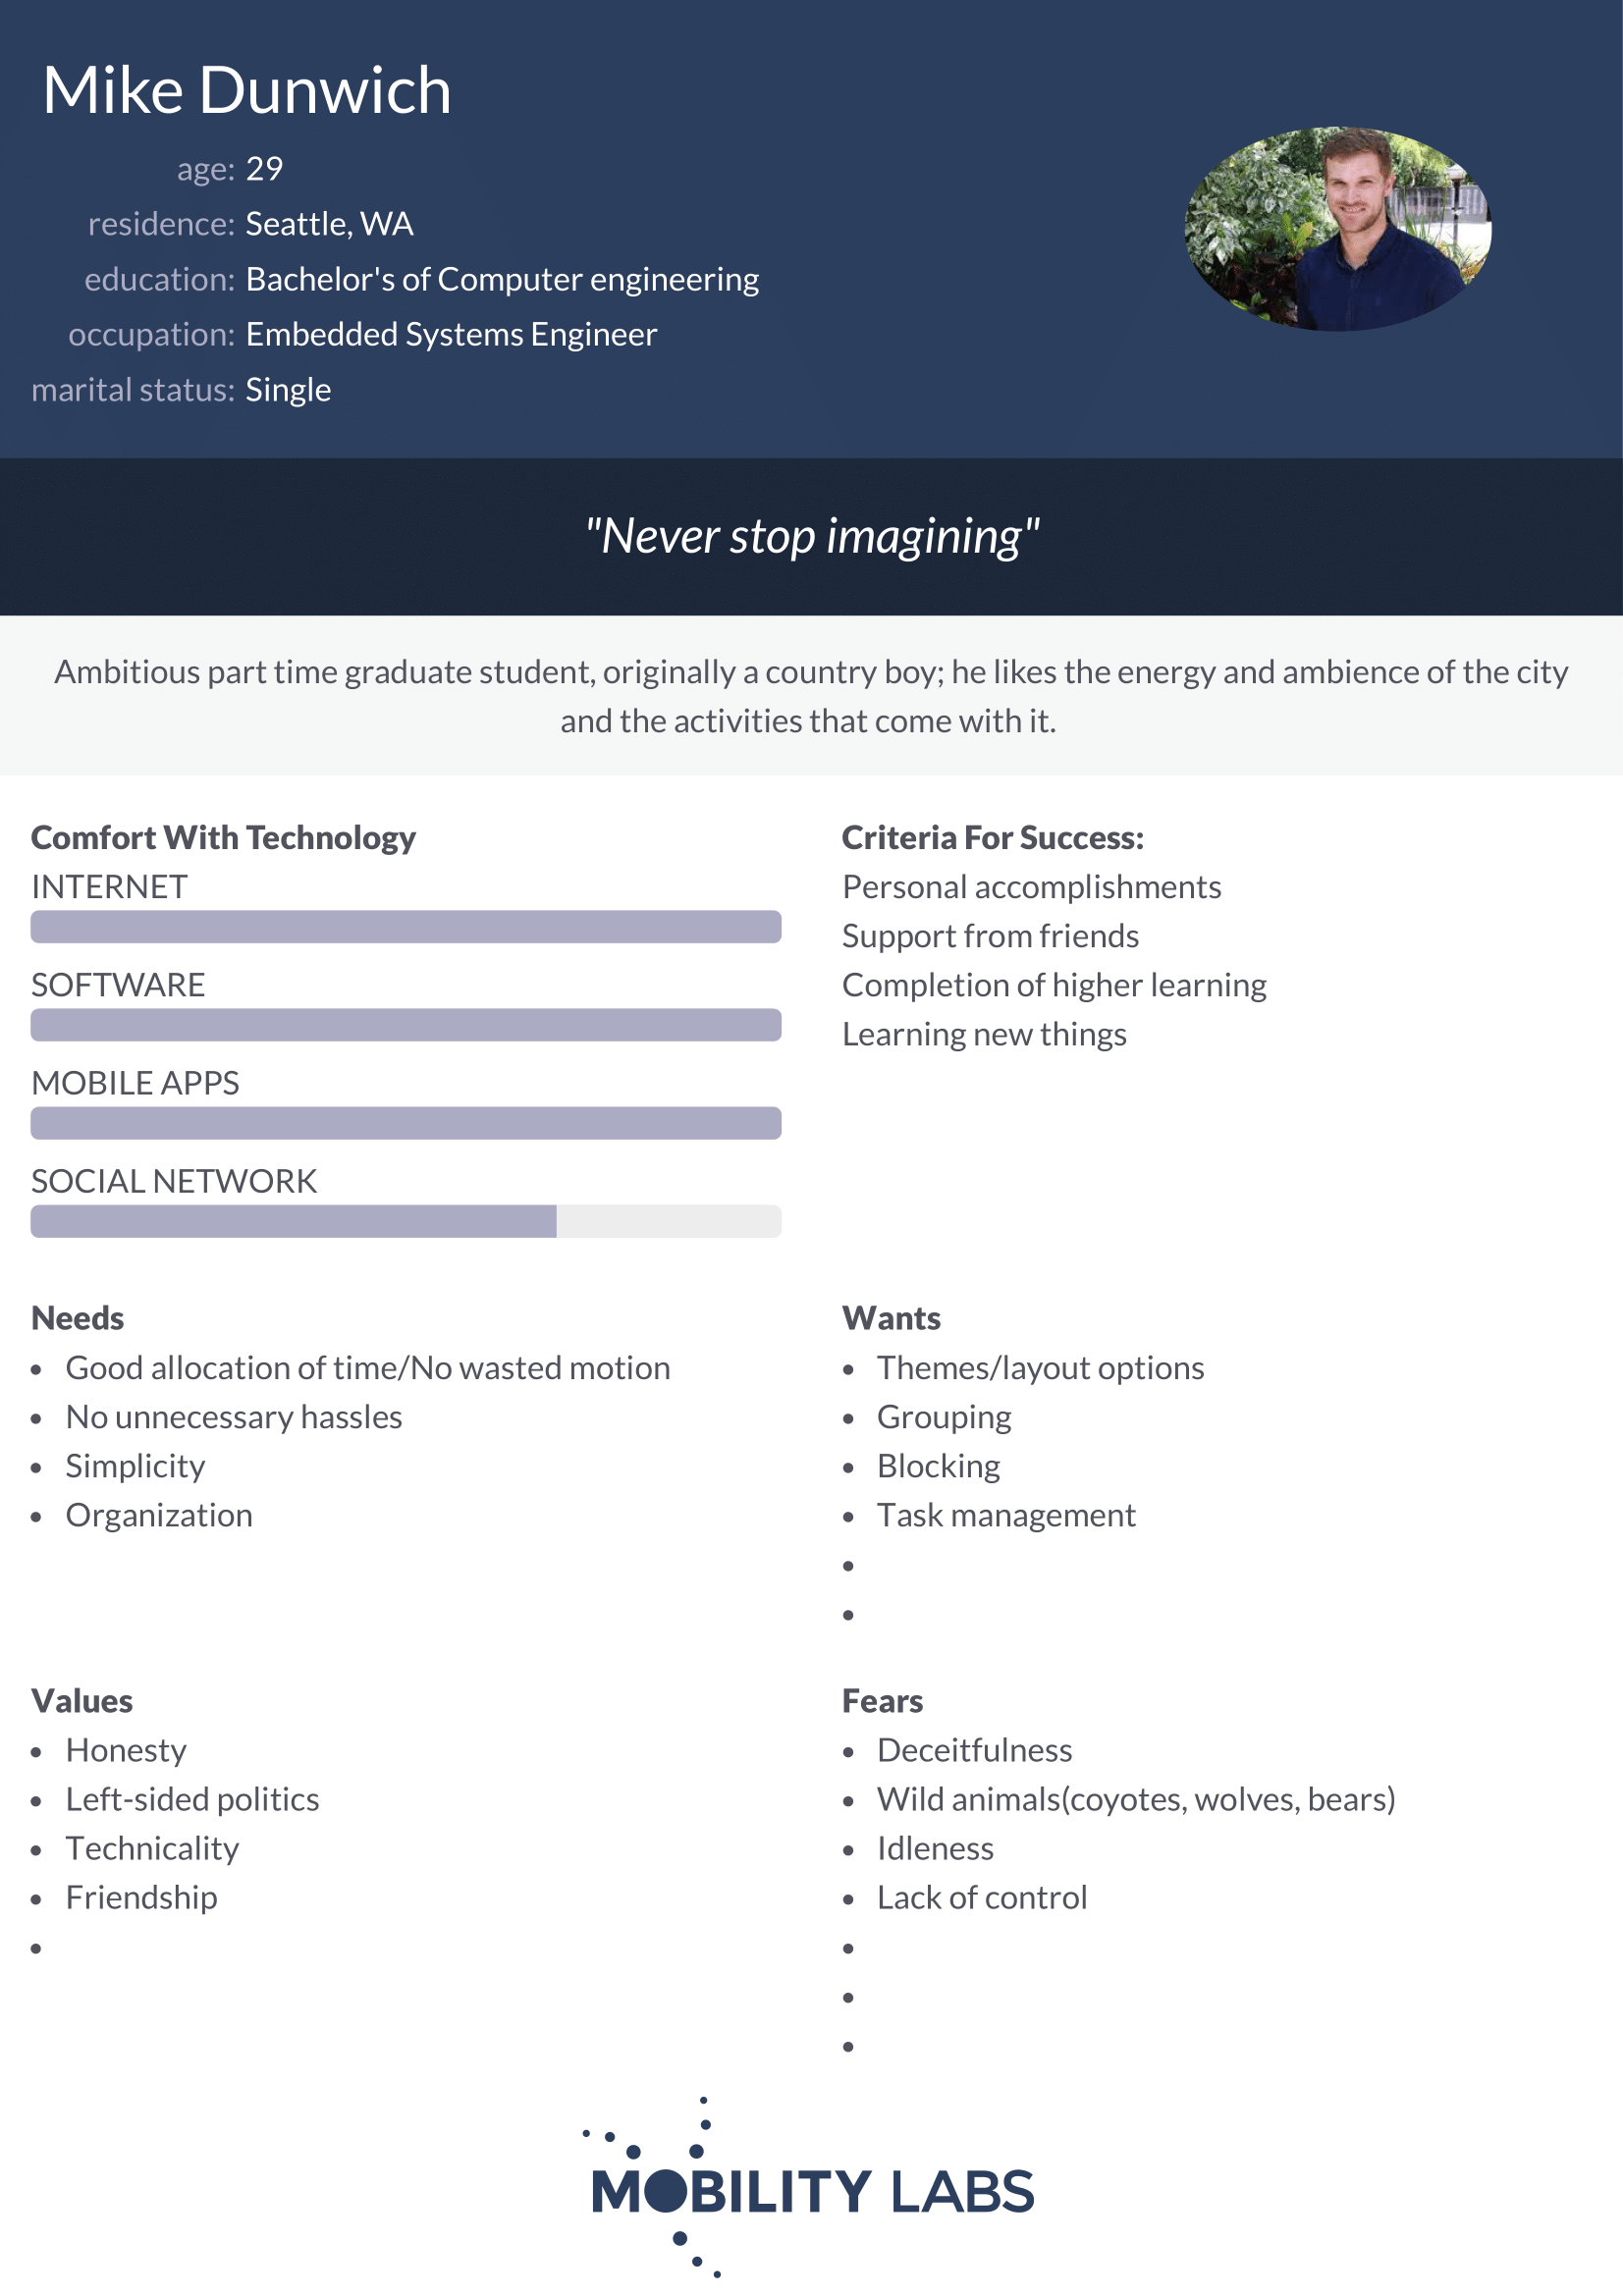 Mike Dunwich
age: 29
residence: Seattle, WA
education: Bachelor's of Computer engineering
occupation: Embedded Systems Engineer
marital status: Single
"Never stop imagining"
Ambitious part time graduate student, originally a country boy; he likes the energy and ambience of the city
and the activities that come with it.
Comfort With Technology
INTERNET
SOFTWARE
MOBILE APPS
SOCIAL NETWORK
Criteria For Success:
Personal accomplishments
Support from friends
Completion of higher learning
Learning new things
Needs
• Good allocation of time/No wasted motion
• No unnecessary hassles
• Simplicity
• Organization
Wants
• Themes/layout options
• Grouping
• Blocking
• Task management
•
•
Values
• Honesty
• Left-sided politics
• Technicality
• Friendship
•
Fears
• Deceitfulness
• Wild animals(coyotes, wolves, bears)
• Idleness
• Lack of control
•
•
•
MOBILITY LABS